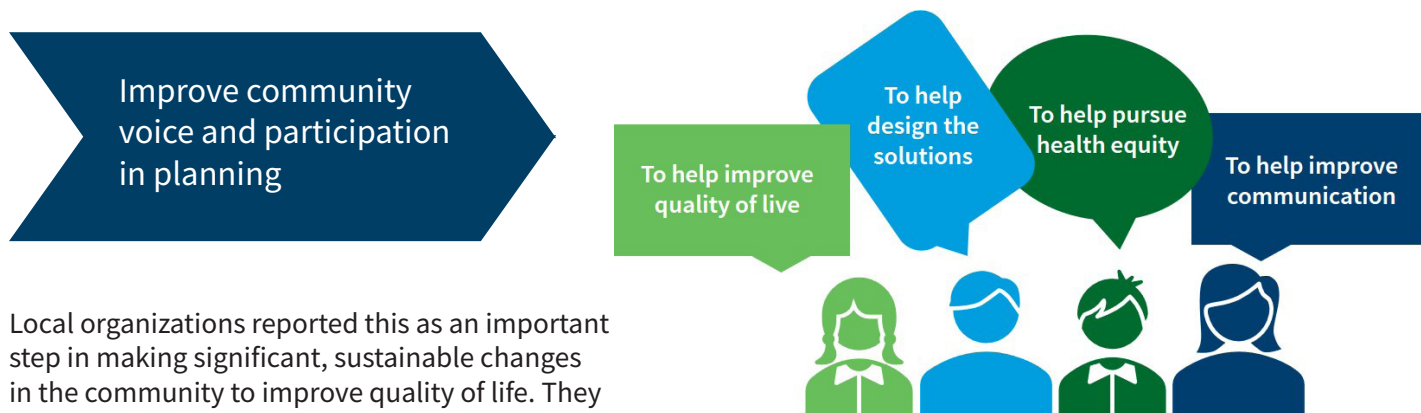 Improve community
voice and participation
in planning
To help improve
quality of live
To help
design the
solutions
To help pursue
health equity
To help improve
communication
Local organizations reported this as an important
step in making significant, sustainable changes
in the community to improve quality of life. They